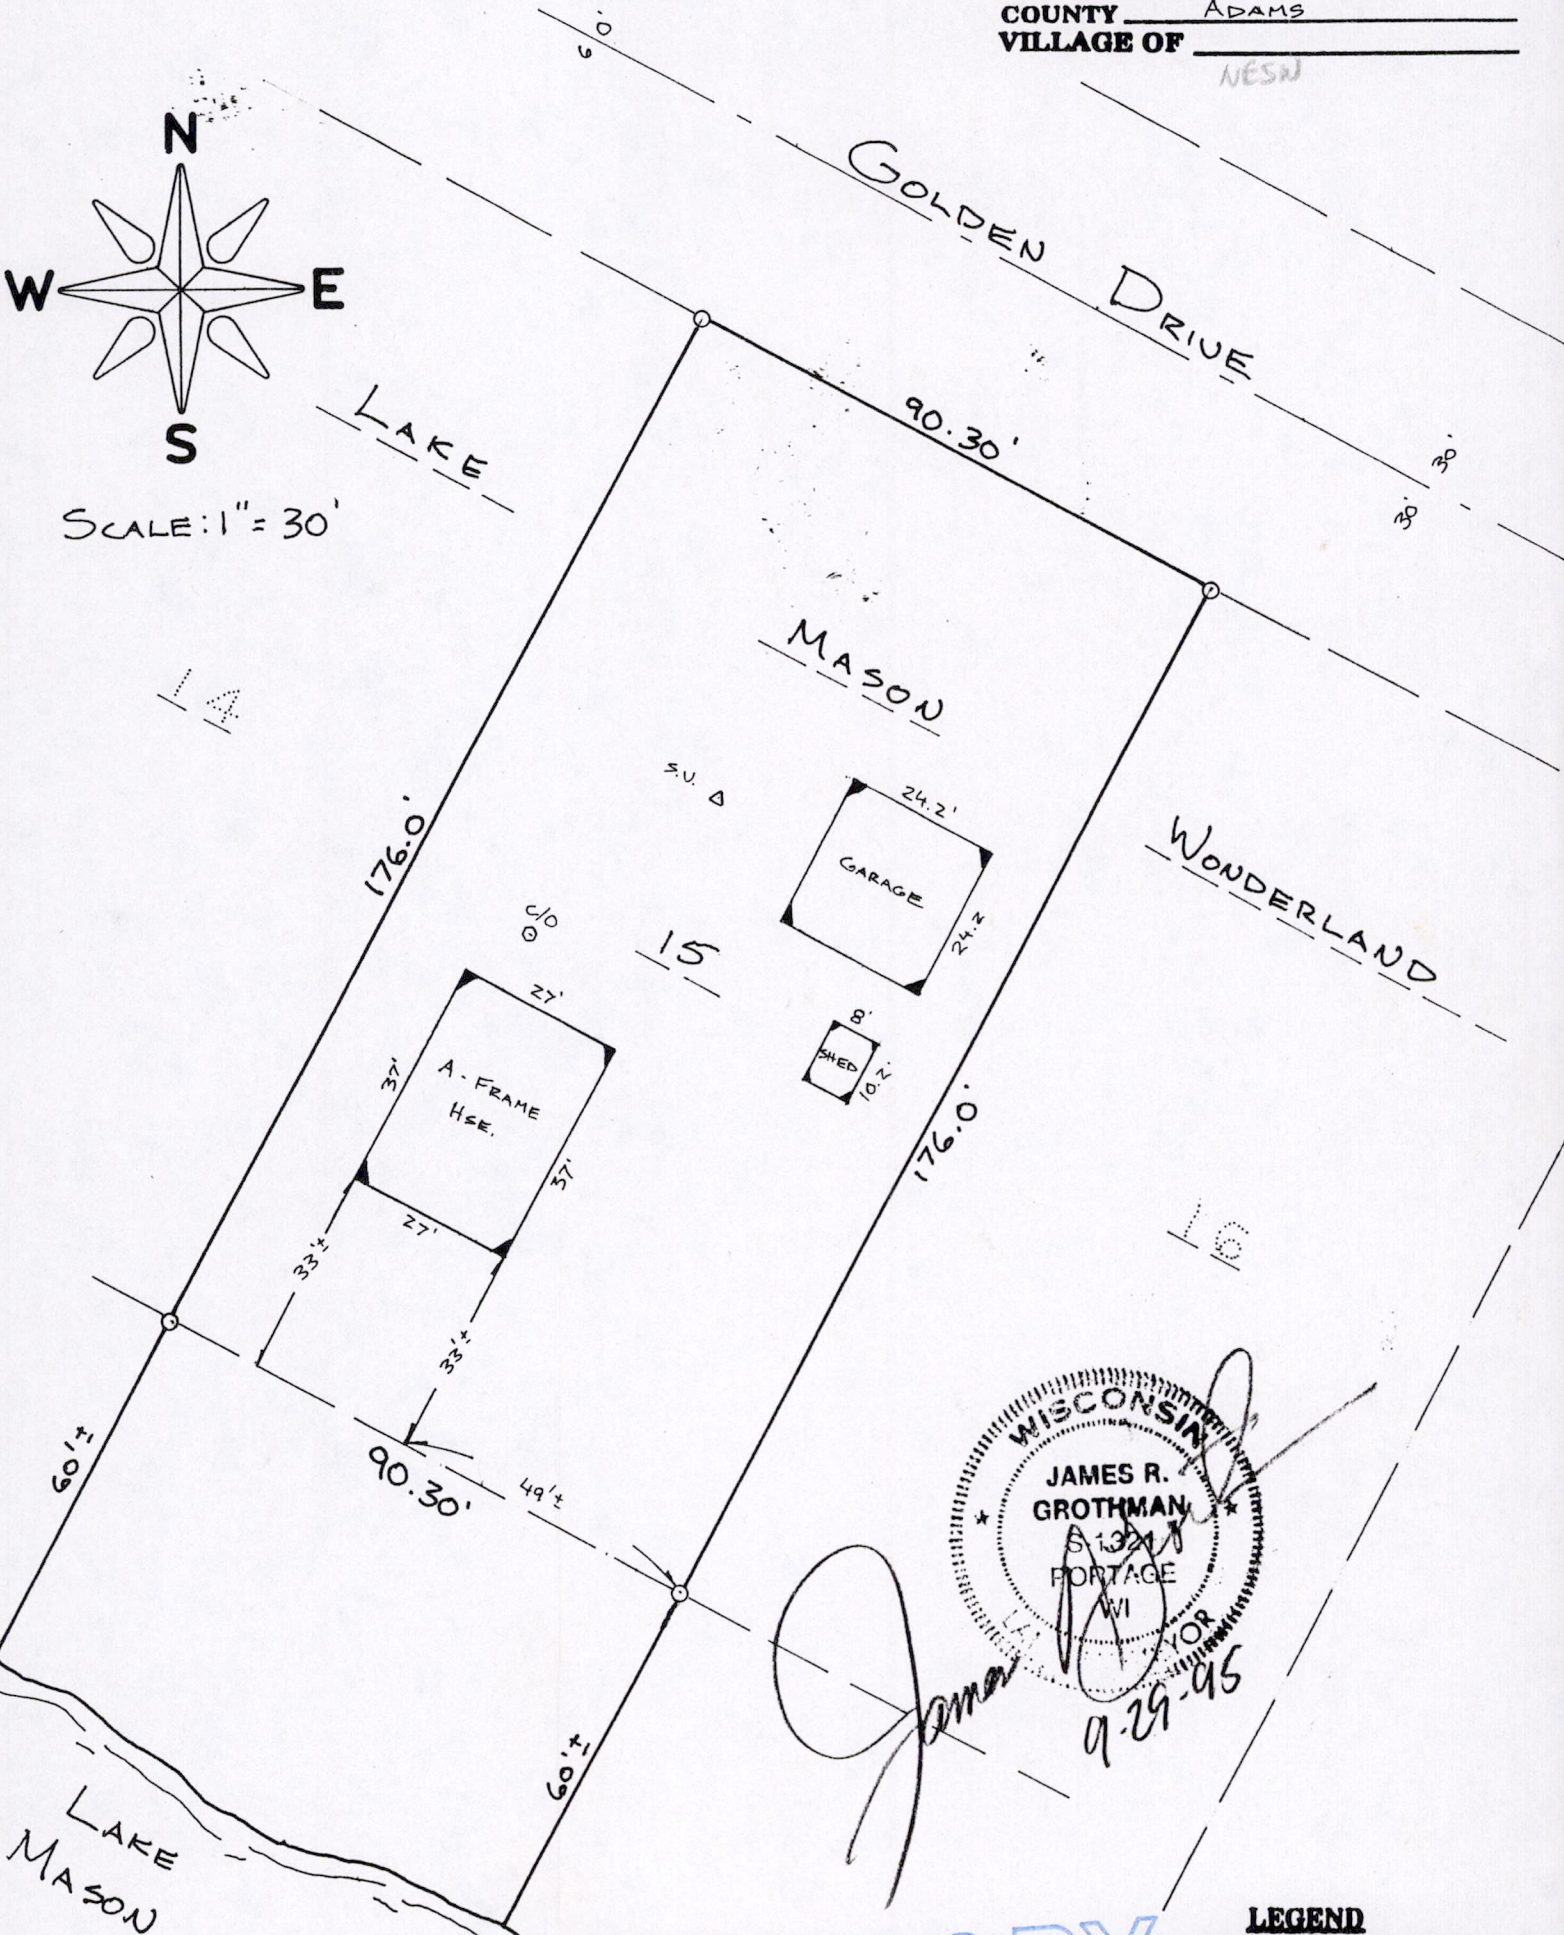 COUNTY ADAMS
VILLAGE OF
NESW
60'
GOLDEN DRIVE
N
W E
S
SCALE: 1" = 30'
LAKE
MASON
WONDERLAND
90.30'
30'
30'
14
176.0'
S.V.
24.2'
GARAGE
24.2
C/O
15
27'
37'
A-FRAME
HSE.
37'
27'
8'
SHED
10.2'
176.0'
16
33'±
33'±
60'±
90.30'
49'±
60'±
WISCONSIN
JAMES R.
GROTHMAN
S-1321
PORTAGE
WI
James
9-29-95
LAKE
MASON
LEGEND